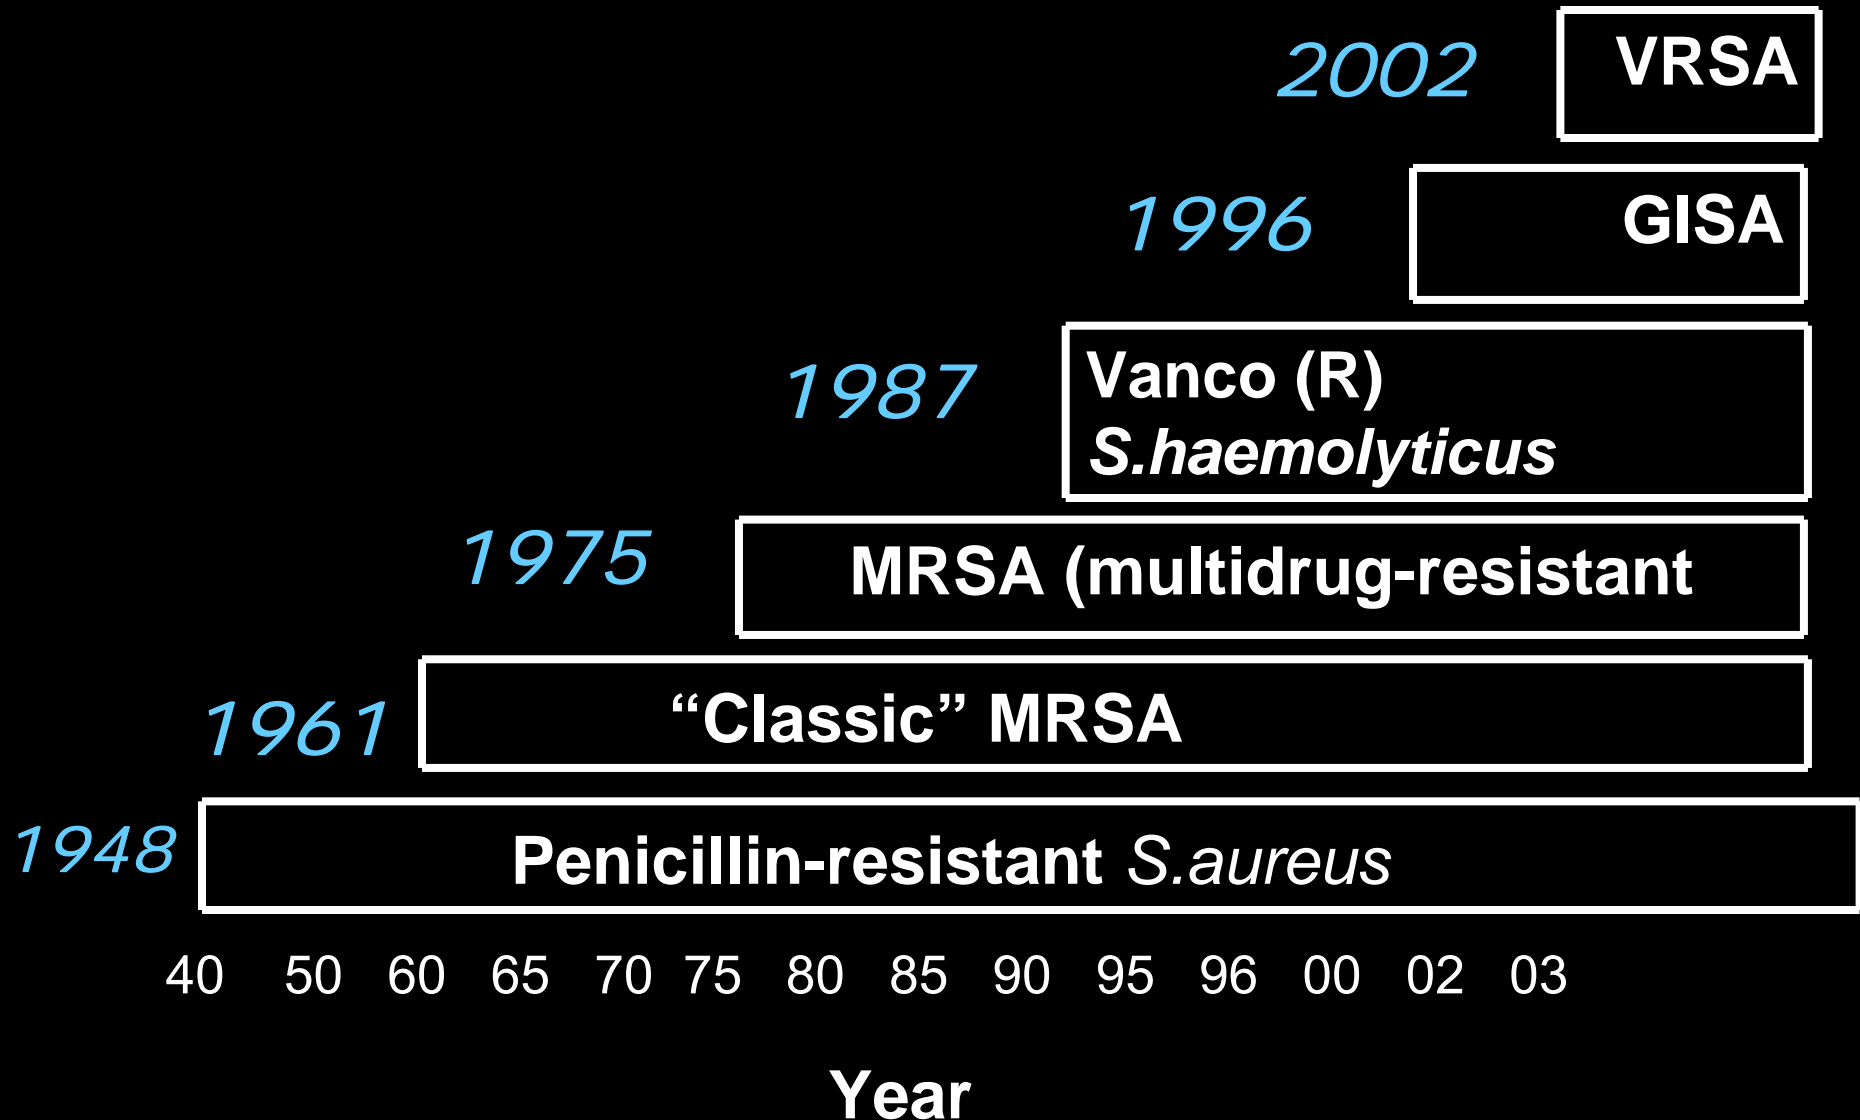 2002 VRSA
1996 GISA
1987 Vanco (R)
S.haemolyticus
1975 MRSA (multidrug-resistant
1961 “Classic” MRSA
1948 Penicillin-resistant S.aureus
40 50 60 65 70 75 80 85 90 95 96 00 02 03
Year